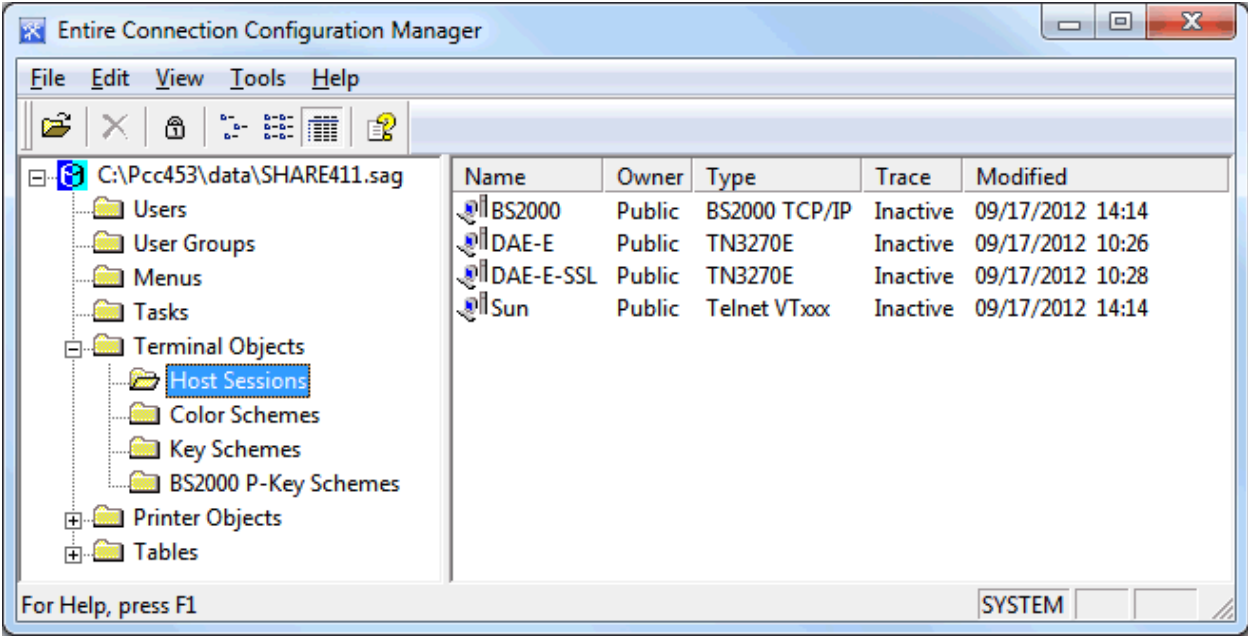 Entire Connection Configuration Manager
File Edit View Tools Help
C:\Pcc453\data\SHARE411.sag
Users
User Groups
Menus
Tasks
Terminal Objects
Host Sessions
Color Schemes
Key Schemes
BS2000 P-Key Schemes
Printer Objects
Tables
Name Owner Type Trace Modified
BS2000 Public BS2000 TCP/IP Inactive 09/17/2012 14:14
DAE-E Public TN3270E Inactive 09/17/2012 10:26
DAE-E-SSL Public TN3270E Inactive 09/17/2012 10:28
Sun Public Telnet VTxxx Inactive 09/17/2012 14:14
For Help, press F1 SYSTEM